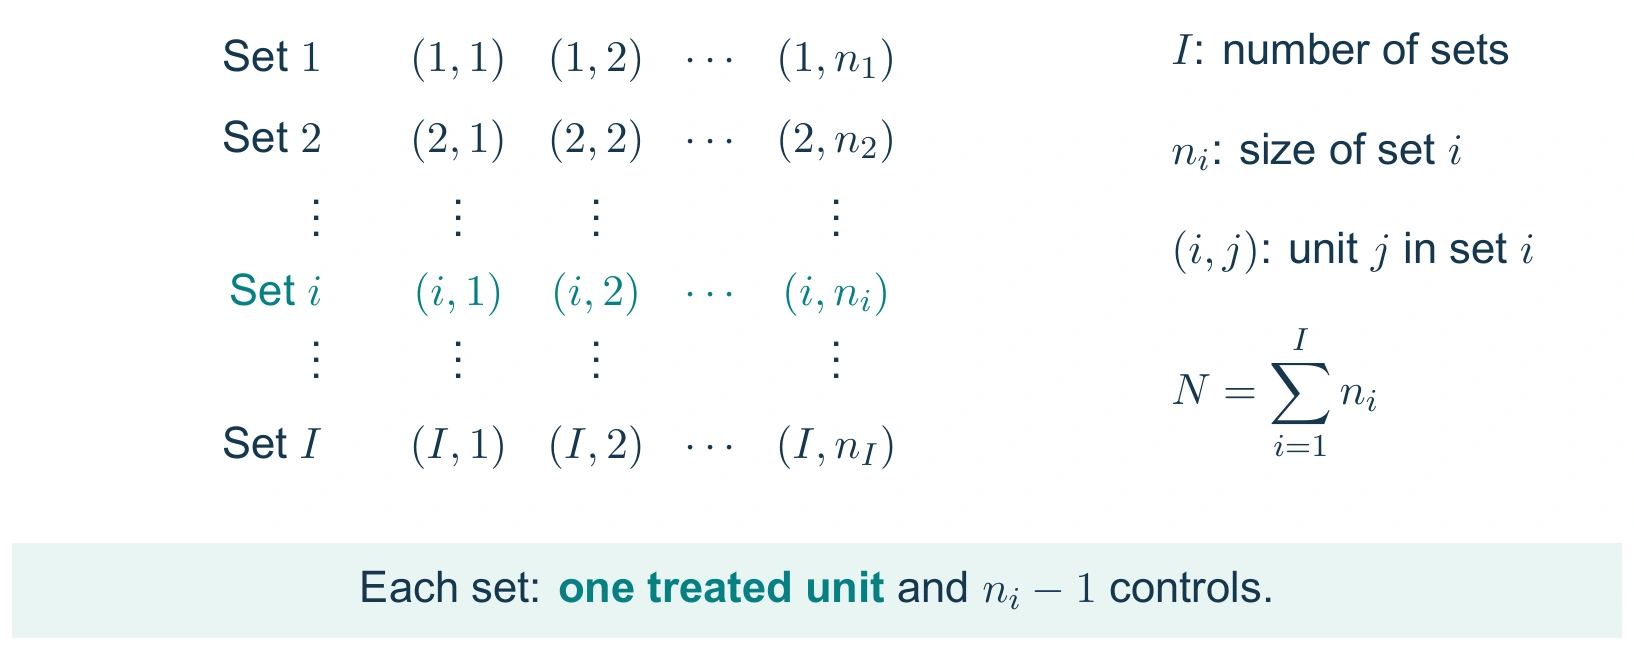 Set 1 (1, 1) (1, 2) ⋯ (1, n₁)
Set 2 (2, 1) (2, 2) ⋯ (2, n₂)
⋮ ⋮ ⋮ ⋮
Set i (i, 1) (i, 2) ⋯ (i, nᵢ)
⋮ ⋮ ⋮ ⋮
Set I (I, 1) (I, 2) ⋯ (I, n_I)
I: number of sets
nᵢ: size of set i
(i, j): unit j in set i
N = ∑_{i=1}^{I} nᵢ
Each set: one treated unit and nᵢ − 1 controls.